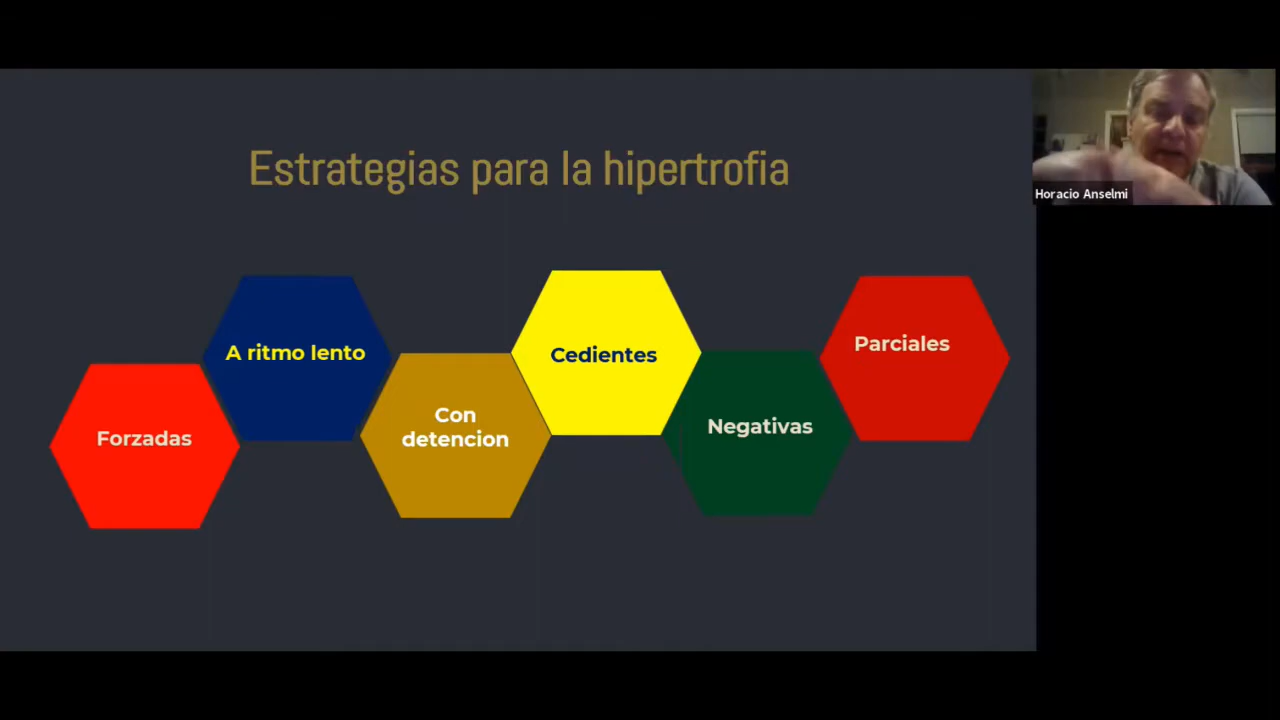 Estrategias para la hipertrofia
Horacio Anselmi
Forzadas
A ritmo lento
Con
detencion
Cedientes
Negativas
Parciales